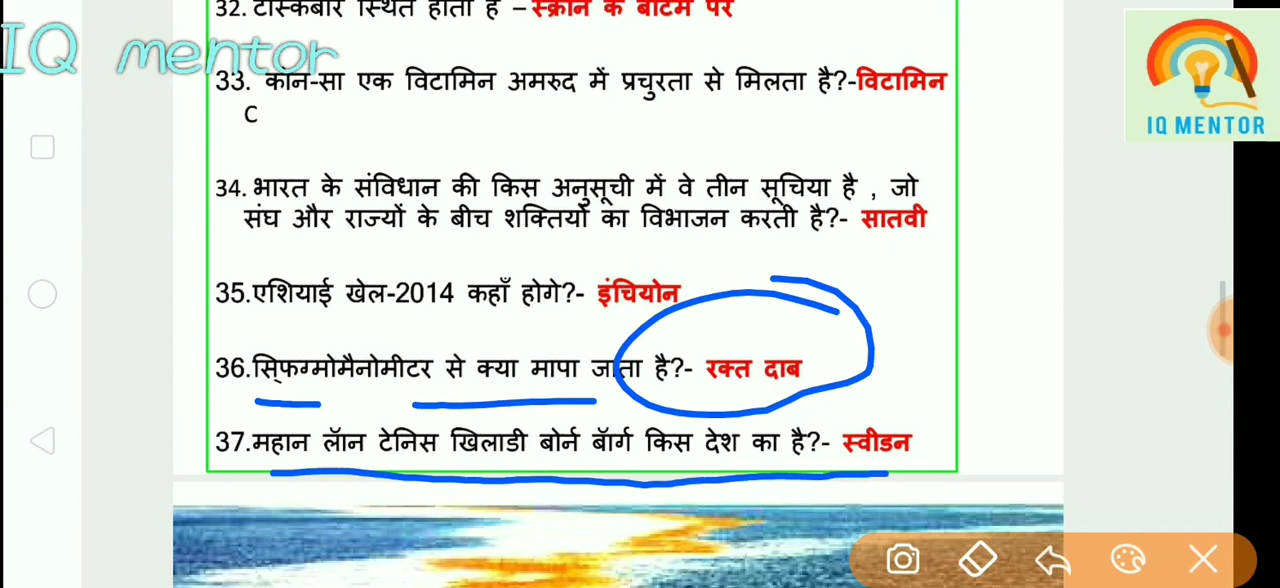 32. टास्कबार स्थित होता है – स्क्रीन के बॉटम पर
IQ mentor
33. कौन-सा एक विटामिन अमरुद में प्रचुरता से मिलता है?-विटामिन
C
IQ MENTOR
34. भारत के संविधान की किस अनुसूची में वे तीन सूचिया है , जो
संघ और राज्यों के बीच शक्तियों का विभाजन करती है?- सातवी
35.एशियाई खेल-2014 कहाँ होगे?- इंचियोन
36.स्फिग्मोमैनोमीटर से क्या मापा जाता है?- रक्त दाब
37.महान लॅान टेनिस खिलाडी बोर्न बॅार्ग किस देश का है?- स्वीडन